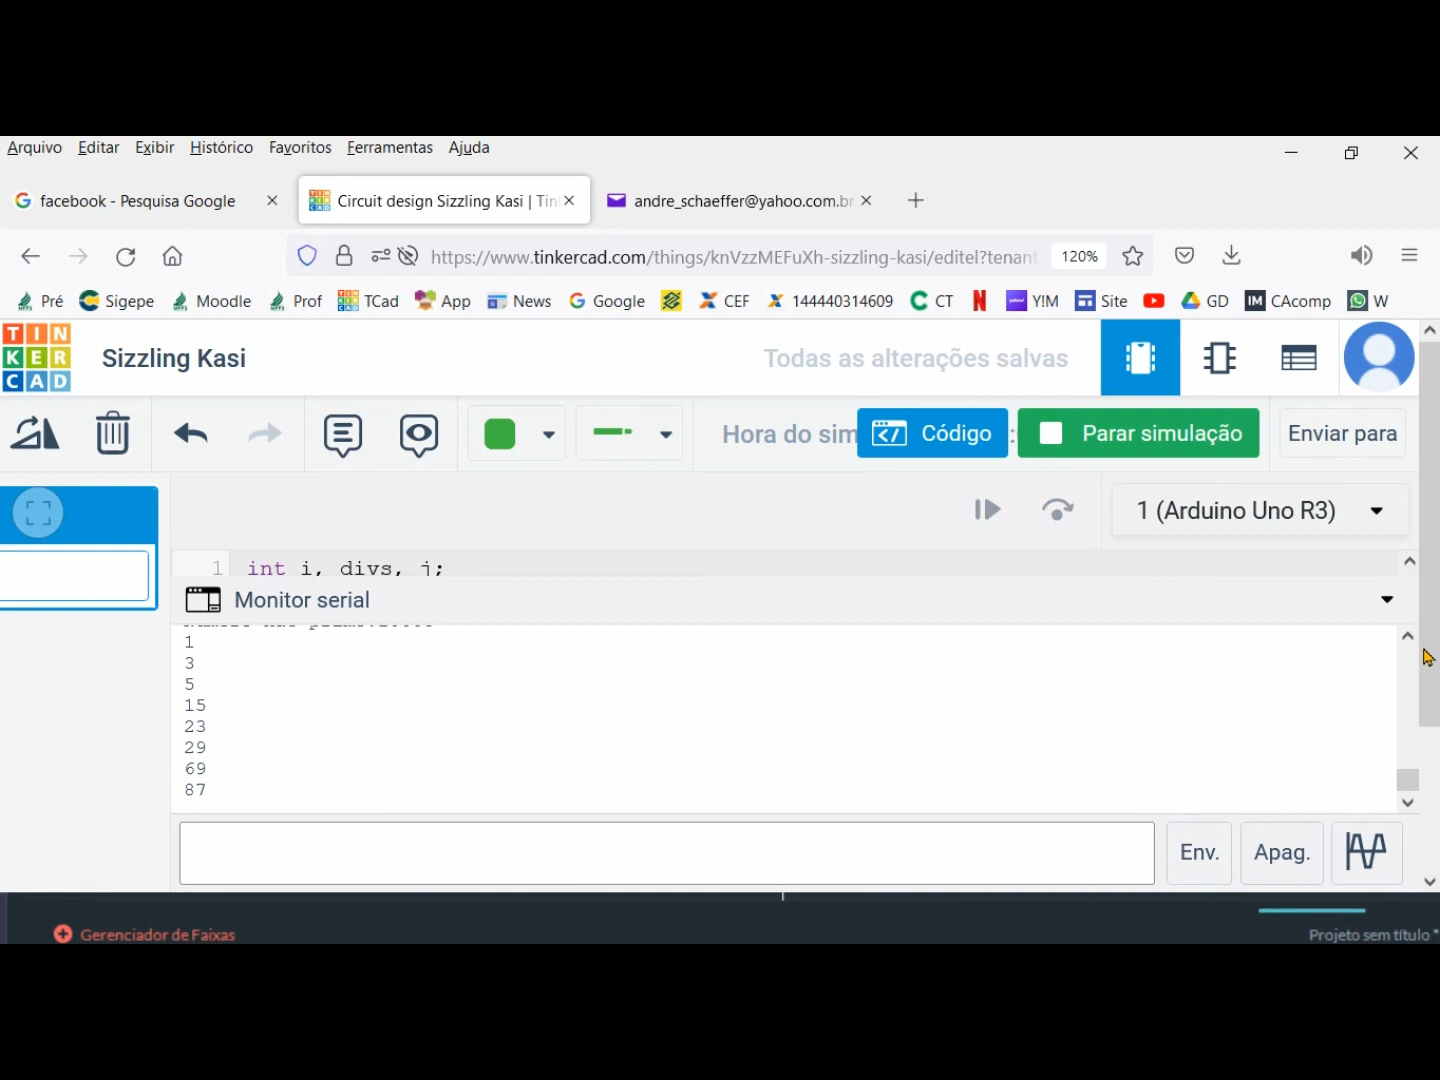 Arquivo Editar Exibir Histórico Favoritos Ferramentas Ajuda
facebook - Pesquisa Google
Circuit design Sizzling Kasi | Tin
andre_schaeffer@yahoo.com.br
https://www.tinkercad.com/things/knVzzMEFuXh-sizzling-kasi/editel?tenant 120%
Pré Sigepe Moodle Prof TCad App News Google CEF 144440314609 CT Y!M Site GD CAcomp W
TIN
KER
CAD
Sizzling Kasi
Todas as alterações salvas
Hora do sim
Código
Parar simulação
Enviar para
1 (Arduino Uno R3)
1 int i, divs, j;
Monitor serial
1
3
5
15
23
29
69
87
Env.
Apag.
Gerenciador de Faixas
Projeto sem título *